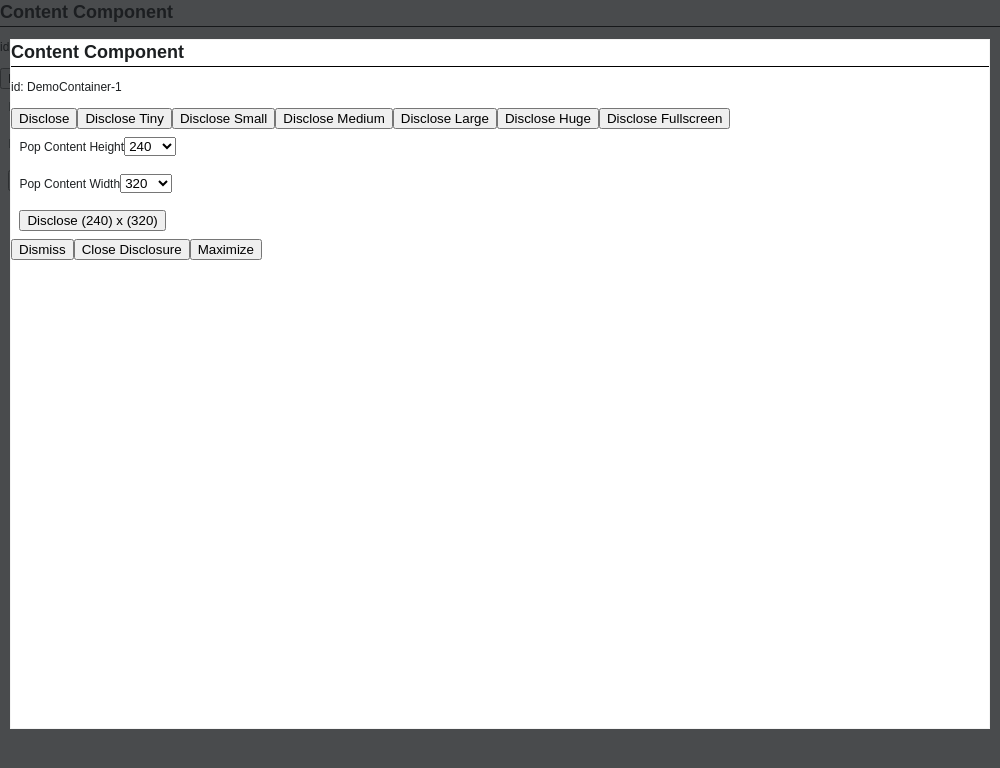 Content Component
id
Content Component
id: DemoContainer-1
Disclose Disclose Tiny Disclose Small Disclose Medium Disclose Large Disclose Huge Disclose Fullscreen
Pop Content Height 240
Pop Content Width 320
Disclose (240) x (320)
Dismiss Close Disclosure Maximize